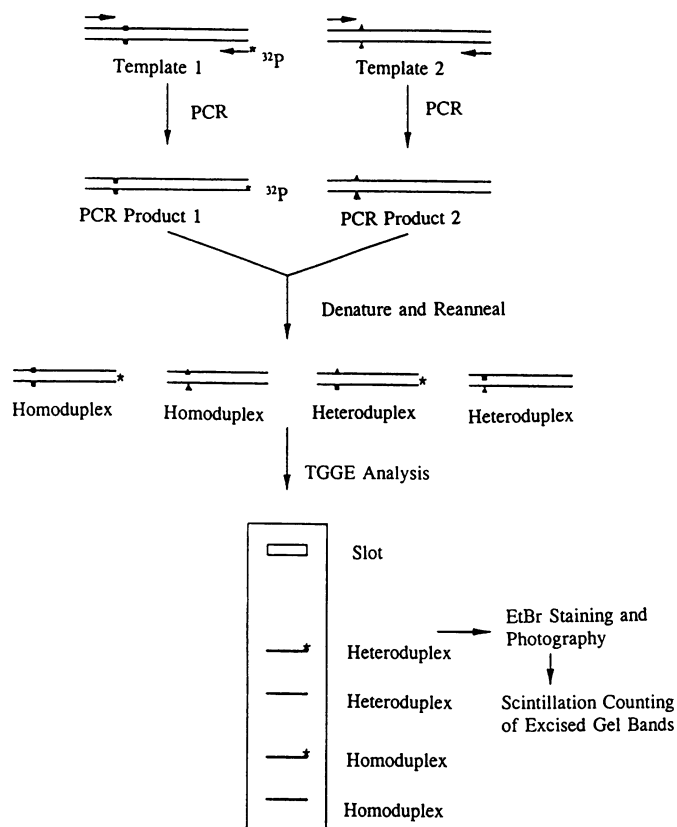 * ³²P
Template 1
Template 2
PCR
PCR
* ³²P
PCR Product 1
PCR Product 2
Denature and Reanneal
*
*
Homoduplex
Homoduplex
Heteroduplex
Heteroduplex
TGGE Analysis
Slot
EtBr Staining and
Photography
*
Heteroduplex
Heteroduplex
Scintillation Counting
of Excised Gel Bands
*
Homoduplex
Homoduplex